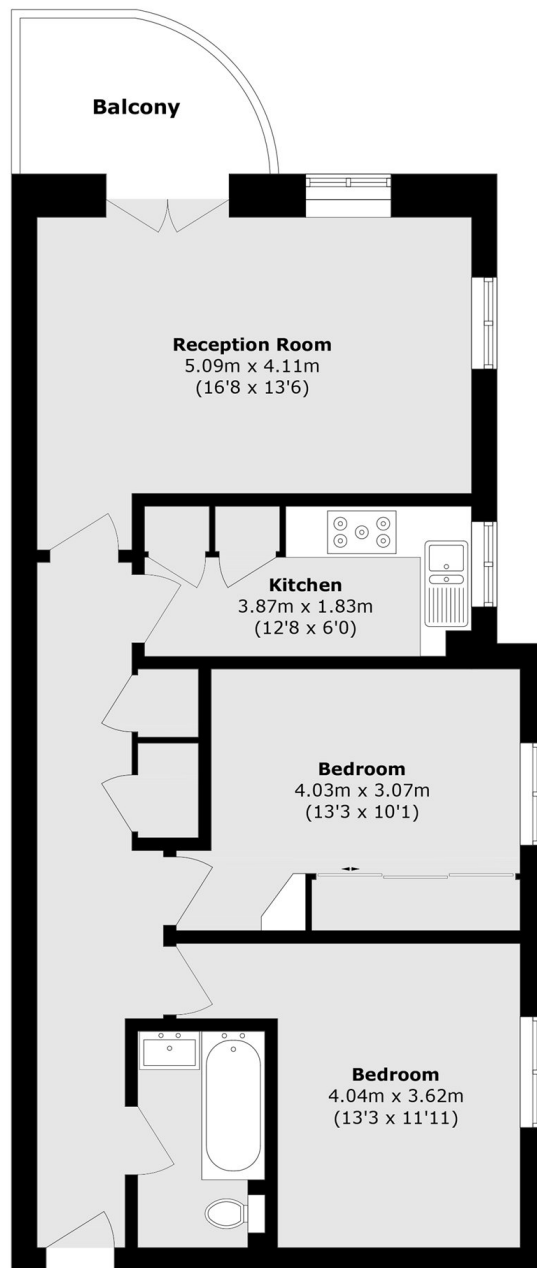 Balcony
Reception Room
5.09m x 4.11m
(16'8 x 13'6)
Kitchen
3.87m x 1.83m
(12'8 x 6'0)
Bedroom
4.03m x 3.07m
(13'3 x 10'1)
Bedroom
4.04m x 3.62m
(13'3 x 11'11)